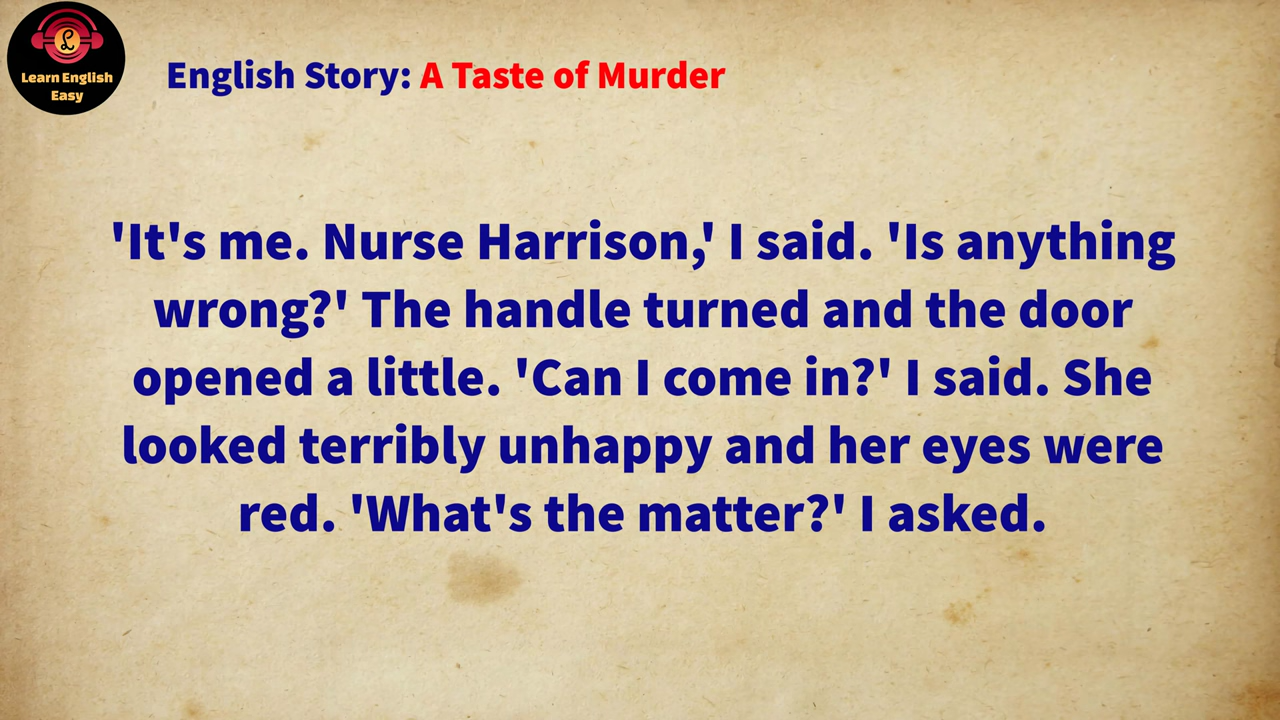 L
Learn English
Easy
English Story: A Taste of Murder
'It's me. Nurse Harrison,' I said. 'Is anything
wrong?' The handle turned and the door
opened a little. 'Can I come in?' I said. She
looked terribly unhappy and her eyes were
red. 'What's the matter?' I asked.